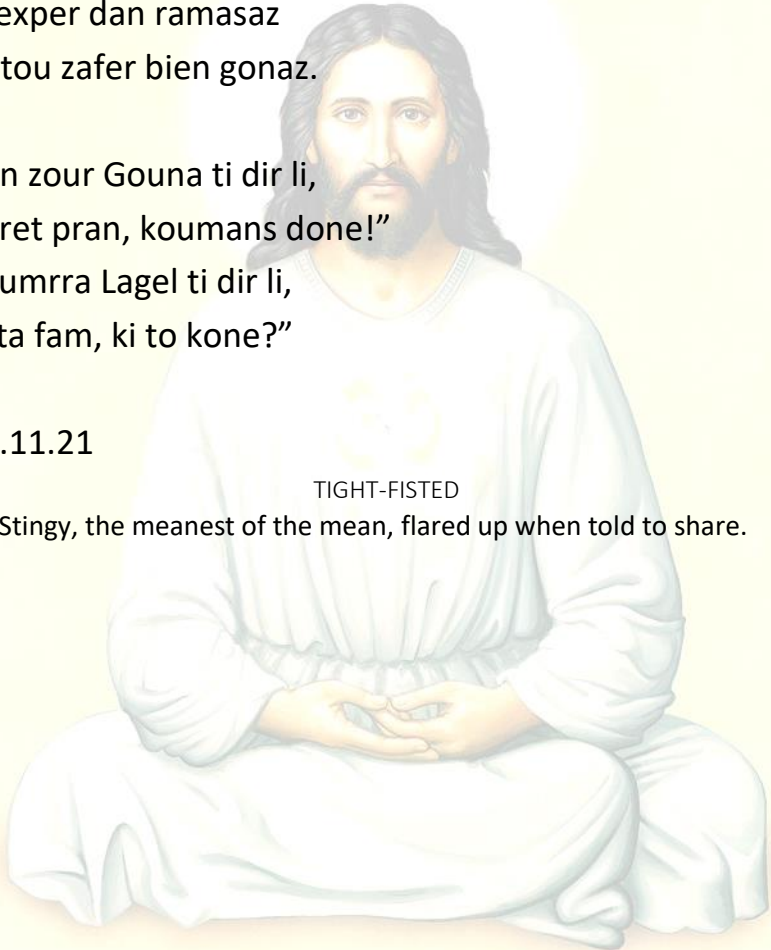 exper dan ramasaz
tou zafer bien gonaz.
n zour Gouna ti dir li,
ret pran, koumans done!”
umrra Lagel ti dir li,
ta fam, ki to kone?”
.11.21
TIGHT-FISTED
Stingy, the meanest of the mean, flared up when told to share.